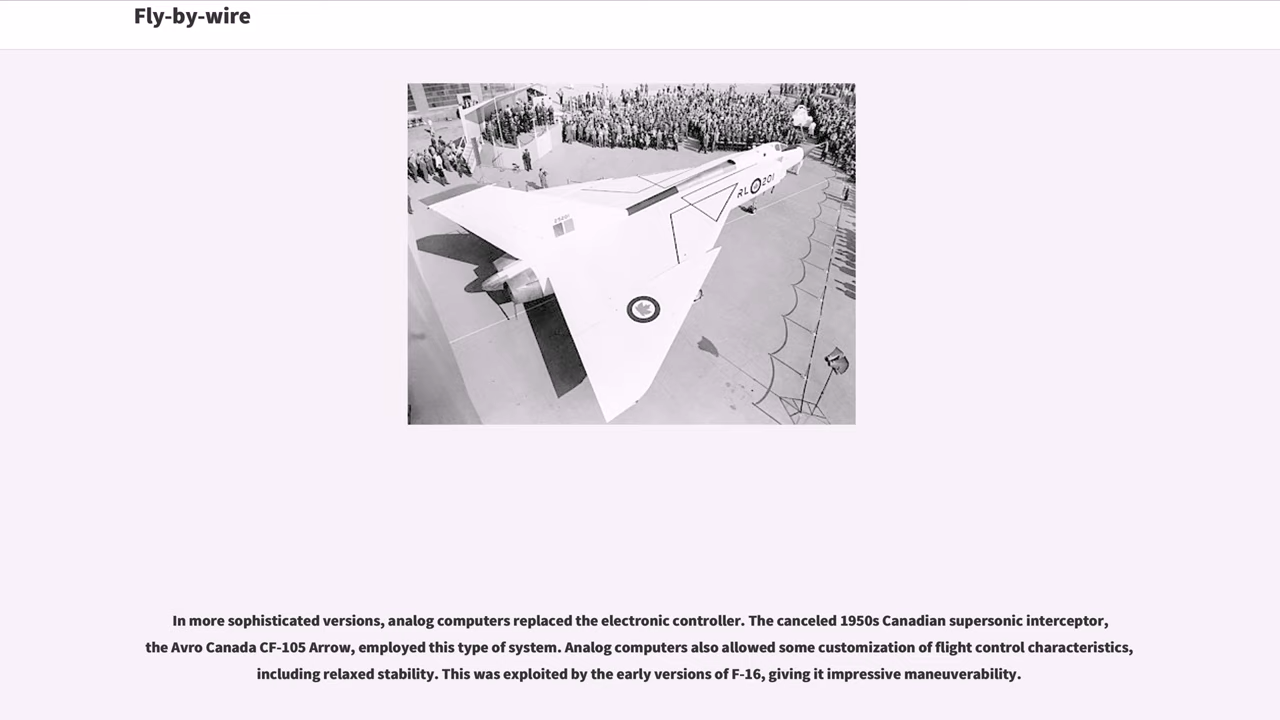 Fly-by-wire
RL 201
In more sophisticated versions, analog computers replaced the electronic controller. The canceled 1950s Canadian supersonic interceptor,
the Avro Canada CF-105 Arrow, employed this type of system. Analog computers also allowed some customization of flight control characteristics,
including relaxed stability. This was exploited by the early versions of F-16, giving it impressive maneuverability.